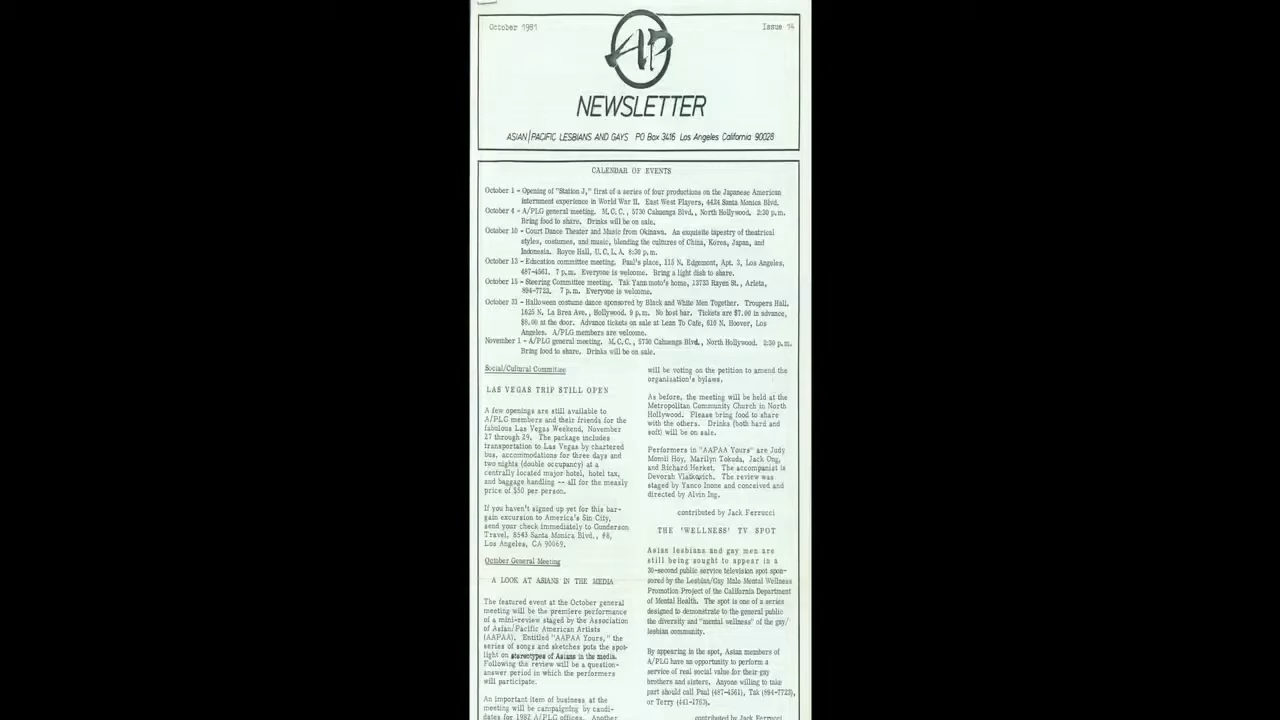 October 1981
Issue 14
AP
NEWSLETTER
ASIAN/PACIFIC LESBIANS AND GAYS PO Box 3416 Los Angeles California 90028
CALENDAR OF EVENTS
October 1 - Opening of "Station J," first of a series of four productions on the Japanese American
internment experience in World War II. East West Players, 4424 Santa Monica Blvd.
October 4 - A/PLG general meeting. M.C.C., 5730 Cahuenga Blvd., North Hollywood. 2:30 p.m.
Bring food to share. Drinks will be on sale.
October 10 - Court Dance Theater and Music from Okinawa. An exquisite tapestry of theatrical
styles, costumes, and music, blending the cultures of China, Korea, Japan, and
Indonesia. Royce Hall, U.C.L.A. 8:30 p.m.
October 13 - Education committee meeting. Paul's place, 115 N. Edgemont, Apt. 3, Los Angeles,
487-4561. 7 p.m. Everyone is welcome. Bring a light dish to share.
October 15 - Steering Committee meeting. Tak Yamamoto's home, 13733 Rayen St., Arleta,
894-7723. 7 p.m. Everyone is welcome.
October 31 - Halloween costume dance sponsored by Black and White Men Together. Troupers Hall,
1625 N. La Brea Ave., Hollywood. 9 p.m. No host bar. Tickets are $7.00 in advance,
$8.00 at the door. Advance tickets on sale at Lean To Cafe, 810 N. Hoover, Los
Angeles. A/PLG members are welcome.
November 1 - A/PLG general meeting. M.C.C., 5730 Cahuenga Blvd., North Hollywood. 2:30 p.m.
Bring food to share. Drinks will be on sale.
Social/Cultural Committee
LAS VEGAS TRIP STILL OPEN
A few openings are still available to
A/PLG members and their friends for the
fabulous Las Vegas Weekend, November
27 through 29. The package includes
transportation to Las Vegas by chartered
bus, accommodations for three days and
two nights (double occupancy) at a
centrally located major hotel, hotel tax,
and baggage handling -- all for the measly
price of $50 per person.
If you haven't signed up yet for this bar-
gain excursion to America's Sin City,
send your check immediately to Gunderson
Travel, 8543 Santa Monica Blvd., #8,
Los Angeles, CA 90069.
October General Meeting
A LOOK AT ASIANS IN THE MEDIA
The featured event at the October general
meeting will be the premiere performance
of a mini-review staged by the Association
of Asian/Pacific American Artists
(AAPAA). Entitled "AAPAA Yours," the
series of songs and sketches puts the spot-
light on stereotypes of Asians in the media.
Following the review will be a question-
answer period in which the performers
will participate.
An important item of business at the
meeting will be campaigning by candi-
dates for 1982 A/PLG offices. Another
will be voting on the petition to amend the
organization's bylaws.
As before, the meeting will be held at the
Metropolitan Community Church in North
Hollywood. Please bring food to share
with the others. Drinks (both hard and
soft) will be on sale.
Performers in "AAPAA Yours" are Judy
Momii Hoy, Marilyn Tokuda, Jack Ong,
and Richard Herket. The accompanist is
Devorah Vlatkovich. The review was
staged by Yanco Inone and conceived and
directed by Alvin Ing.
contributed by Jack Ferrucci
THE 'WELLNESS' TV SPOT
Asian lesbians and gay men are
still being sought to appear in a
30-second public service television spot spon-
sored by the Lesbian/Gay Male Mental Wellness
Promotion Project of the California Department
of Mental Health. The spot is one of a series
designed to demonstrate to the general public
the diversity and "mental wellness" of the gay/
lesbian community.
By appearing in the spot, Asian members of
A/PLG have an opportunity to perform a
service of real social value for their gay
brothers and sisters. Anyone willing to take
part should call Paul (487-4561), Tak (894-7723),
or Terry (441-1763).
contributed by Jack Ferrucci